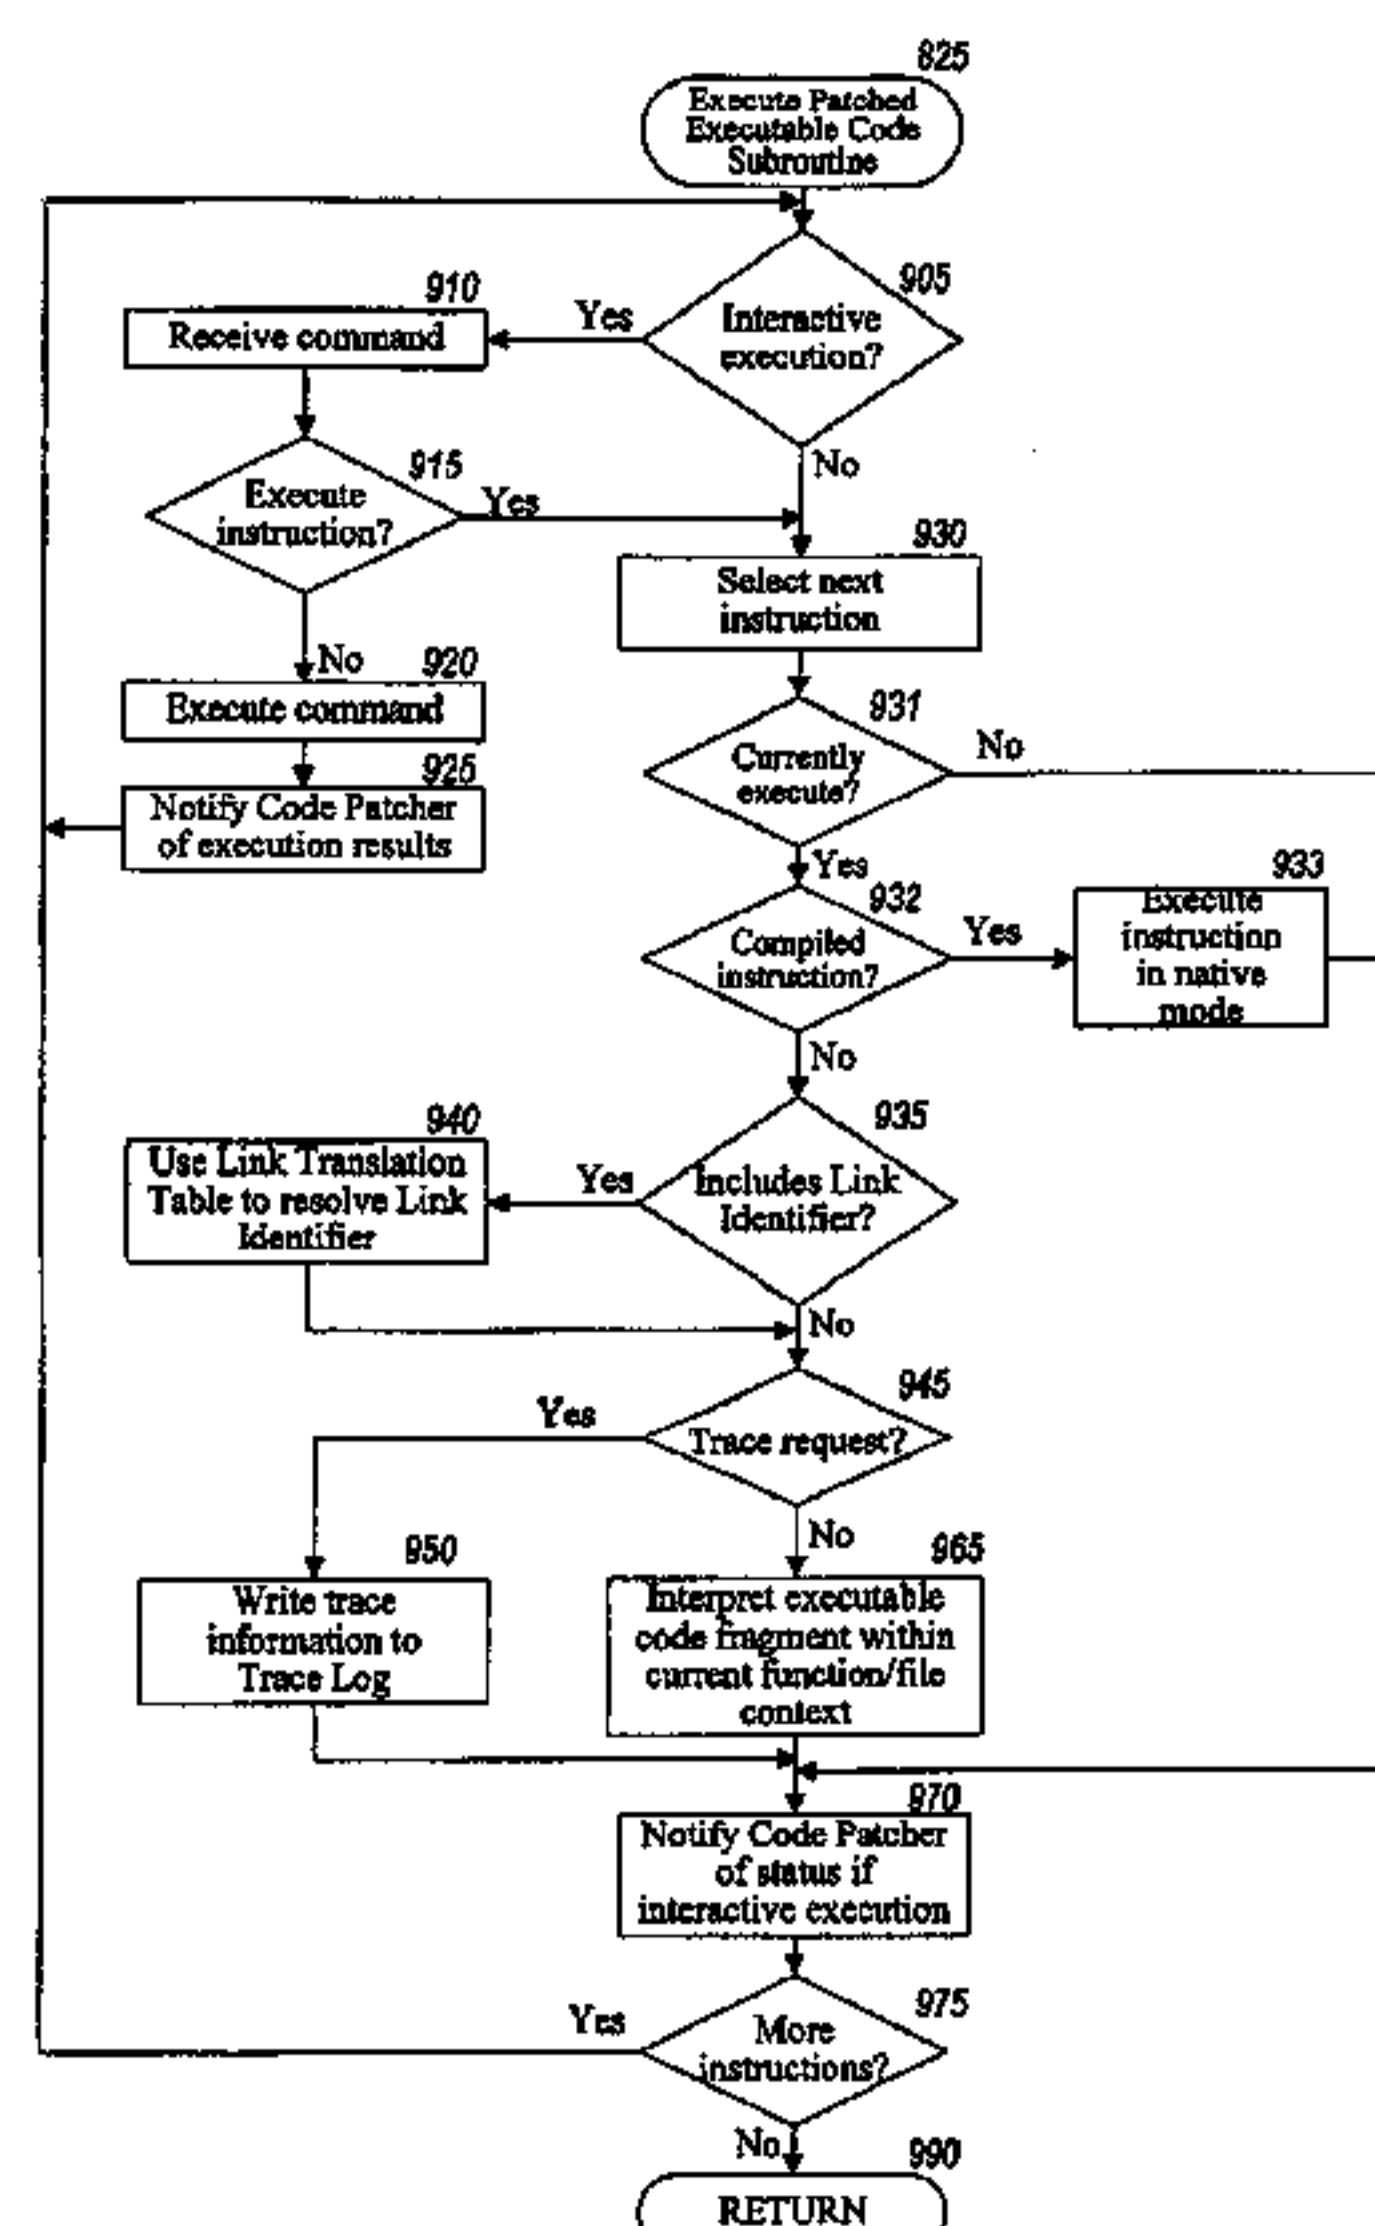 825
Execute Patched
Executable Code
Subroutine
905
Interactive
execution?
Yes
No
910
Receive command
915
Execute
instruction?
Yes
No
920
Execute command
925
Notify Code Patcher
of execution results
930
Select next
instruction
931
Currently
execute?
No
Yes
932
Compiled
instruction?
Yes
No
933
Execute
instruction
in native
mode
935
Includes Link
Identifier?
Yes
No
940
Use Link Translation
Table to resolve Link
Identifier
945
Trace request?
Yes
No
950
Write trace
information to
Trace Log
965
Interpret executable
code fragment within
current function/file
context
970
Notify Code Patcher
of status if
interactive execution
975
More
instructions?
Yes
No
990
RETURN